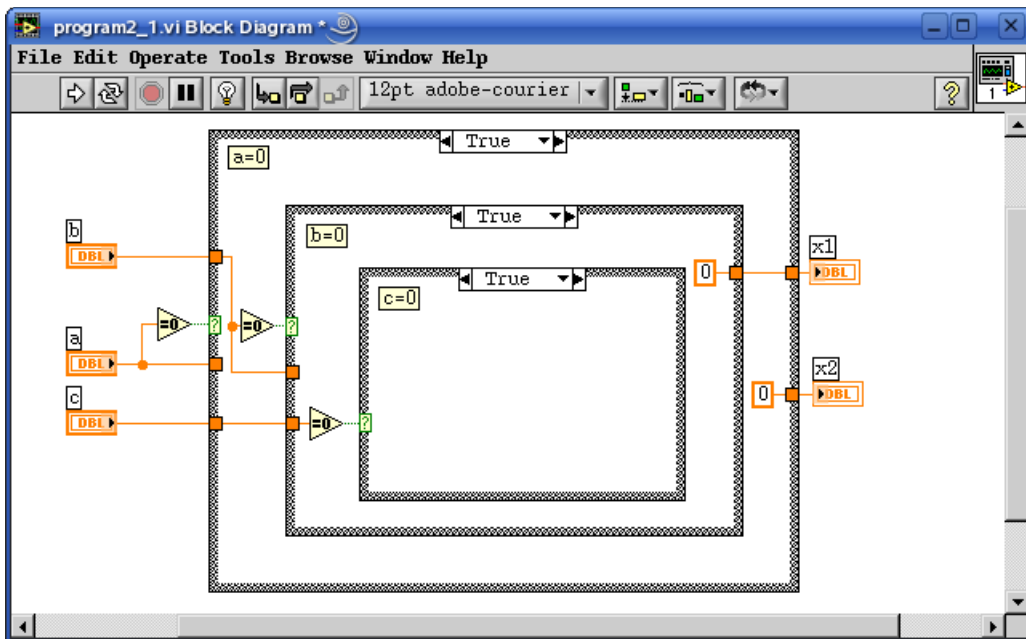 program2_1.vi Block Diagram *
File Edit Operate Tools Browse Window Help
12pt adobe-courier
?
1
True
a=0
True
b=0
True
c=0
b
DBL
=0
?
=0
?
a
DBL
c
DBL
=0
?
0
x1
DBL
0
x2
DBL